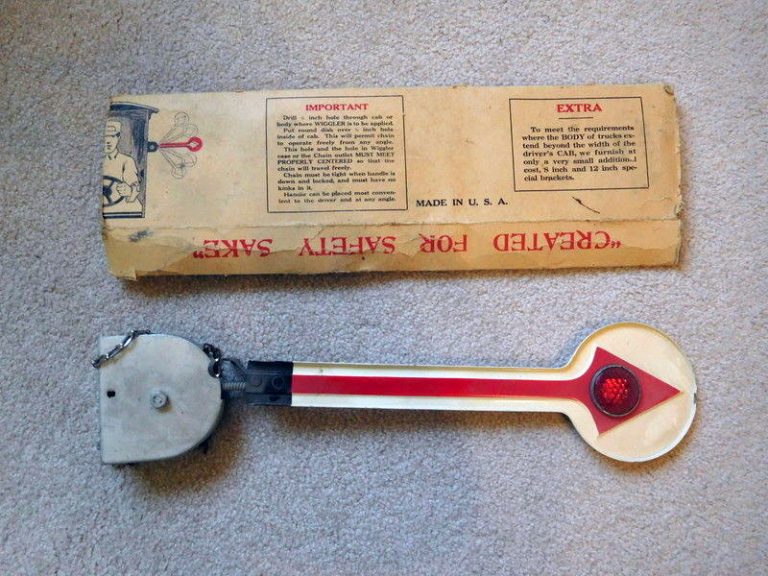 IMPORTANT
Drill inch hole through cab or
body where WIGGLER is to be applied.
Put round dish over inch hole
inside of cab. This will permit chain
to operate freely from any angle.
This hole and the hole in Wiggler
case or the Chain outlet MUST MEET
PROPERLY CENTERED so that the
chain will travel freely.
Chain must be tight when handle is
down and locked, and must have no
kinks in it.
Handle can be placed most conven-
ient to the driver and at any angle.
EXTRA
To meet the requirements
where the BODY of trucks ex-
tend beyond the width of the
driver's CAB, we furnish at
only a very small addition..l
cost, 8 inch and 12 inch spe-
cial brackets.
MADE IN U. S. A.
"CREATED FOR SAFETY SAKE"